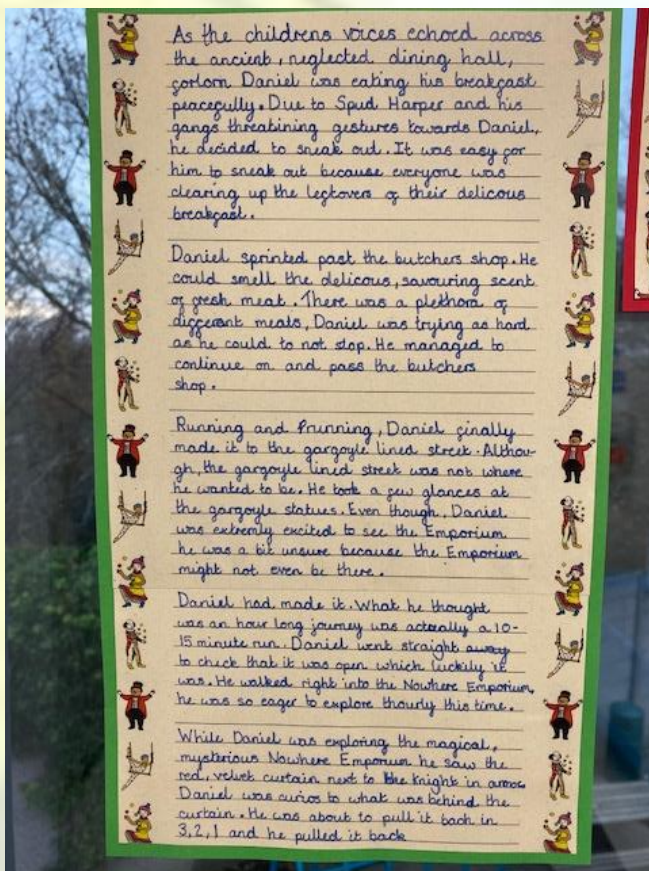 As the childrens voices echoed across
the ancient, neglected dining hall,
forlorn Daniel was eating his breakfast
peacefully. Due to Spud Harper and his
gangs threatining gestures towards Daniel,
he decided to sneak out. It was easy for
him to sneak out because everyone was
clearing up the leftovers of their delicous
breakfast.
Daniel sprinted past the butchers shop. He
could smell the delicous, savouring scent
of fresh meat. There was a plethora of
different meats, Daniel was trying as hard
as he could to not stop. He managed to
continue on and pass the butchers
shop.
Running and Prunning, Daniel finally
made it to the gargoyle lined street. Althou-
gh, the gargoyle lined street was not where
he wanted to be. He took a few glances at
the gargoyle statues. Even though, Daniel
was extremly excited to see the Emporium
he was a bit unsure because the Emporium
might not even be there.
Daniel had made it. What he thought
was an hour long journey was actually a 10-
15 minute run. Daniel went straight away
to check that it was open which luckily it
was. He walked right into the Nowhere Emporium,
he was so eager to explore thourly this time.
While Daniel was exploring the magical,
mysterious Nowhere Emporium he saw the
red, velvet curtain next to the knight in armor
Daniel was curios to what was behind the
curtain. He was about to pull it back in
3,2,1 and he pulled it back